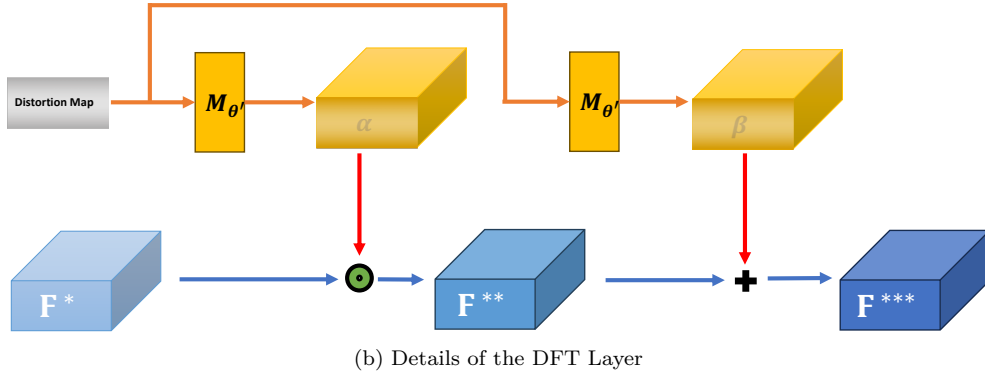 Distortion Map
M_θ′
α
M_θ′
β
F *
F **
F ***
(b) Details of the DFT Layer